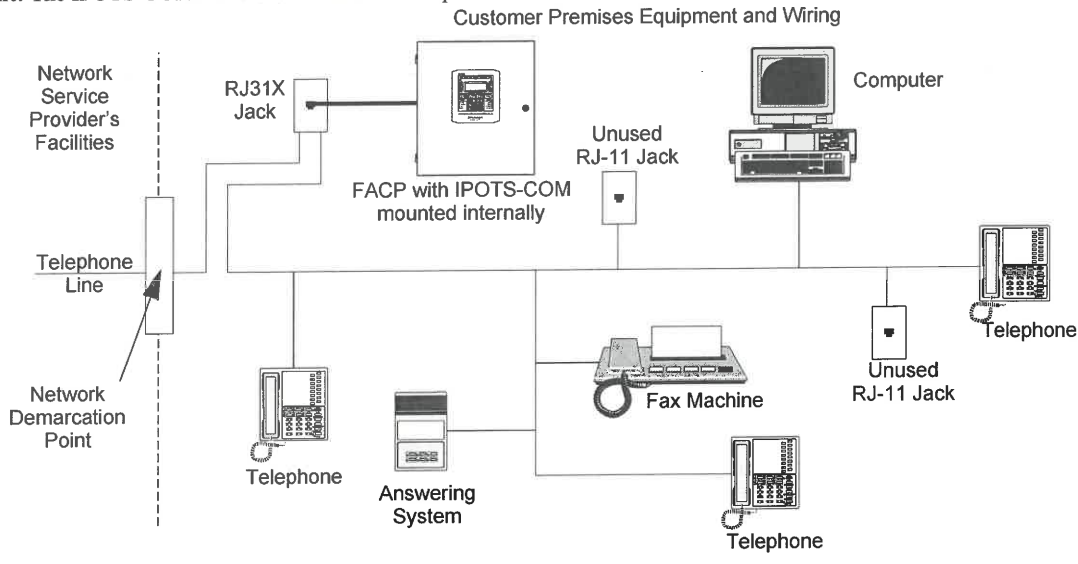 Customer Premises Equipment and Wiring
Network
Service
Provider's
Facilities
RJ31X
Jack
Computer
Unused
RJ-11 Jack
FACP with IPOTS-COM
mounted internally
Telephone
Line
Telephone
Unused
RJ-11 Jack
Network
Demarcation
Point
Fax Machine
Telephone
Answering
System
Telephone